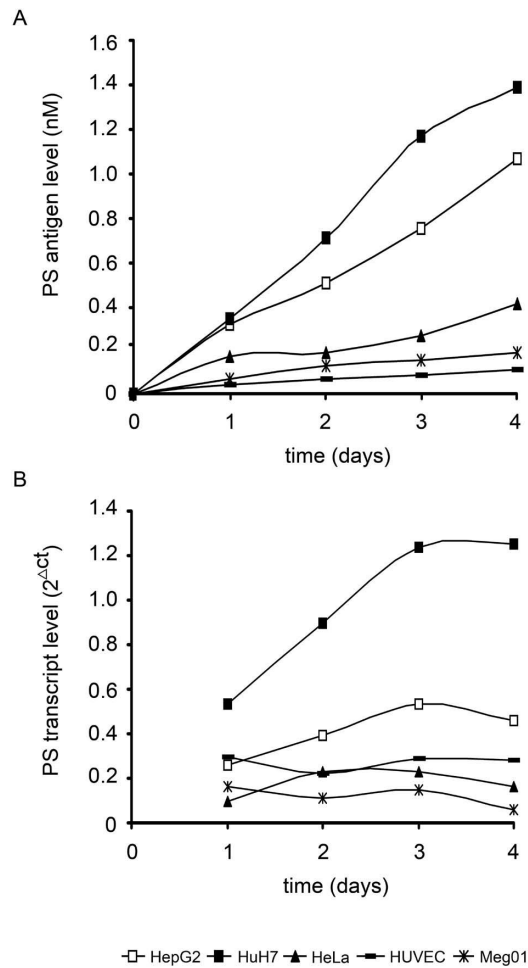 A
PS antigen level (nM)
1.6
1.4
1.2
1.0
0.8
0.6
0.4
0.2
0
0 1 2 3 4
time (days)
B
PS transcript level (2^Δct)
1.4
1.2
1.0
0.8
0.6
0.4
0.2
0
0 1 2 3 4
time (days)
HepG2 HuH7 HeLa HUVEC Meg01